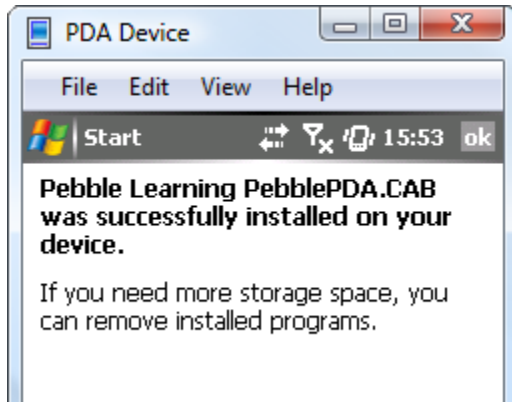 PDA Device
File Edit View Help
Start 15:53 ok
Pebble Learning PebblePDA.CAB
was successfully installed on your
device.
If you need more storage space, you
can remove installed programs.